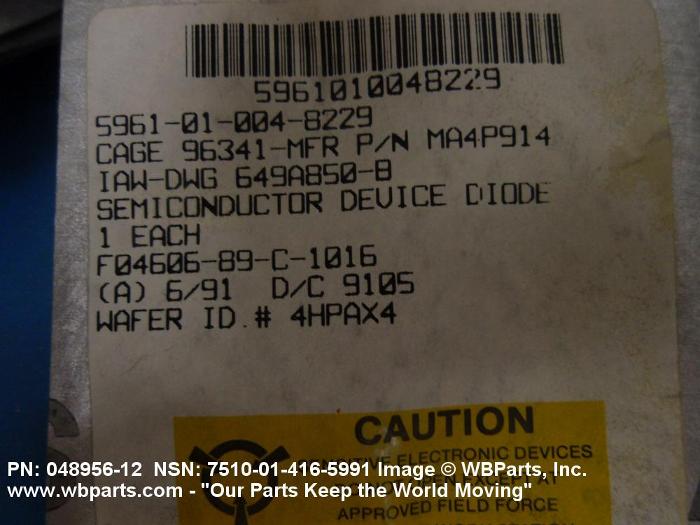 5961010048229
5961-01-004-8229
CAGE 96341-MFR P/N MA4P914
IAW-DWG 649A850-B
SEMICONDUCTOR DEVICE DIODE
1 EACH
F04606-89-C-1016
(A) 6/91 D/C 9105
WAFER ID.# 4HPAX4
CAUTION
ELECTRONIC DEVICES
PN: 048956-12 NSN: 7510-01-416-5991 Image © WBParts, Inc.
EXCEPT AT
www.wbparts.com - "Our Parts Keep the World Moving"
APPROVED FIELD FORCE